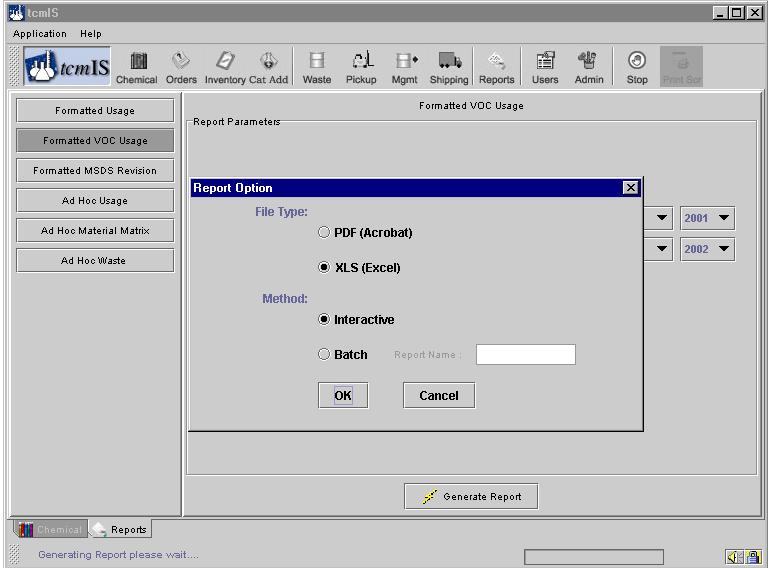 tcmIS
Application Help
tcmIS Chemical Orders Inventory Cat Add Waste Pickup Mgmt Shipping Reports Users Admin Stop Print Scr
Formatted Usage
Formatted VOC Usage
Formatted MSDS Revision
Ad Hoc Usage
Ad Hoc Material Matrix
Ad Hoc Waste
Formatted VOC Usage
Report Parameters
2001
2002
Report Option
File Type:
PDF (Acrobat)
XLS (Excel)
Method:
Interactive
Batch Report Name :
OK Cancel
Generate Report
Chemical Reports
Generating Report please wait....